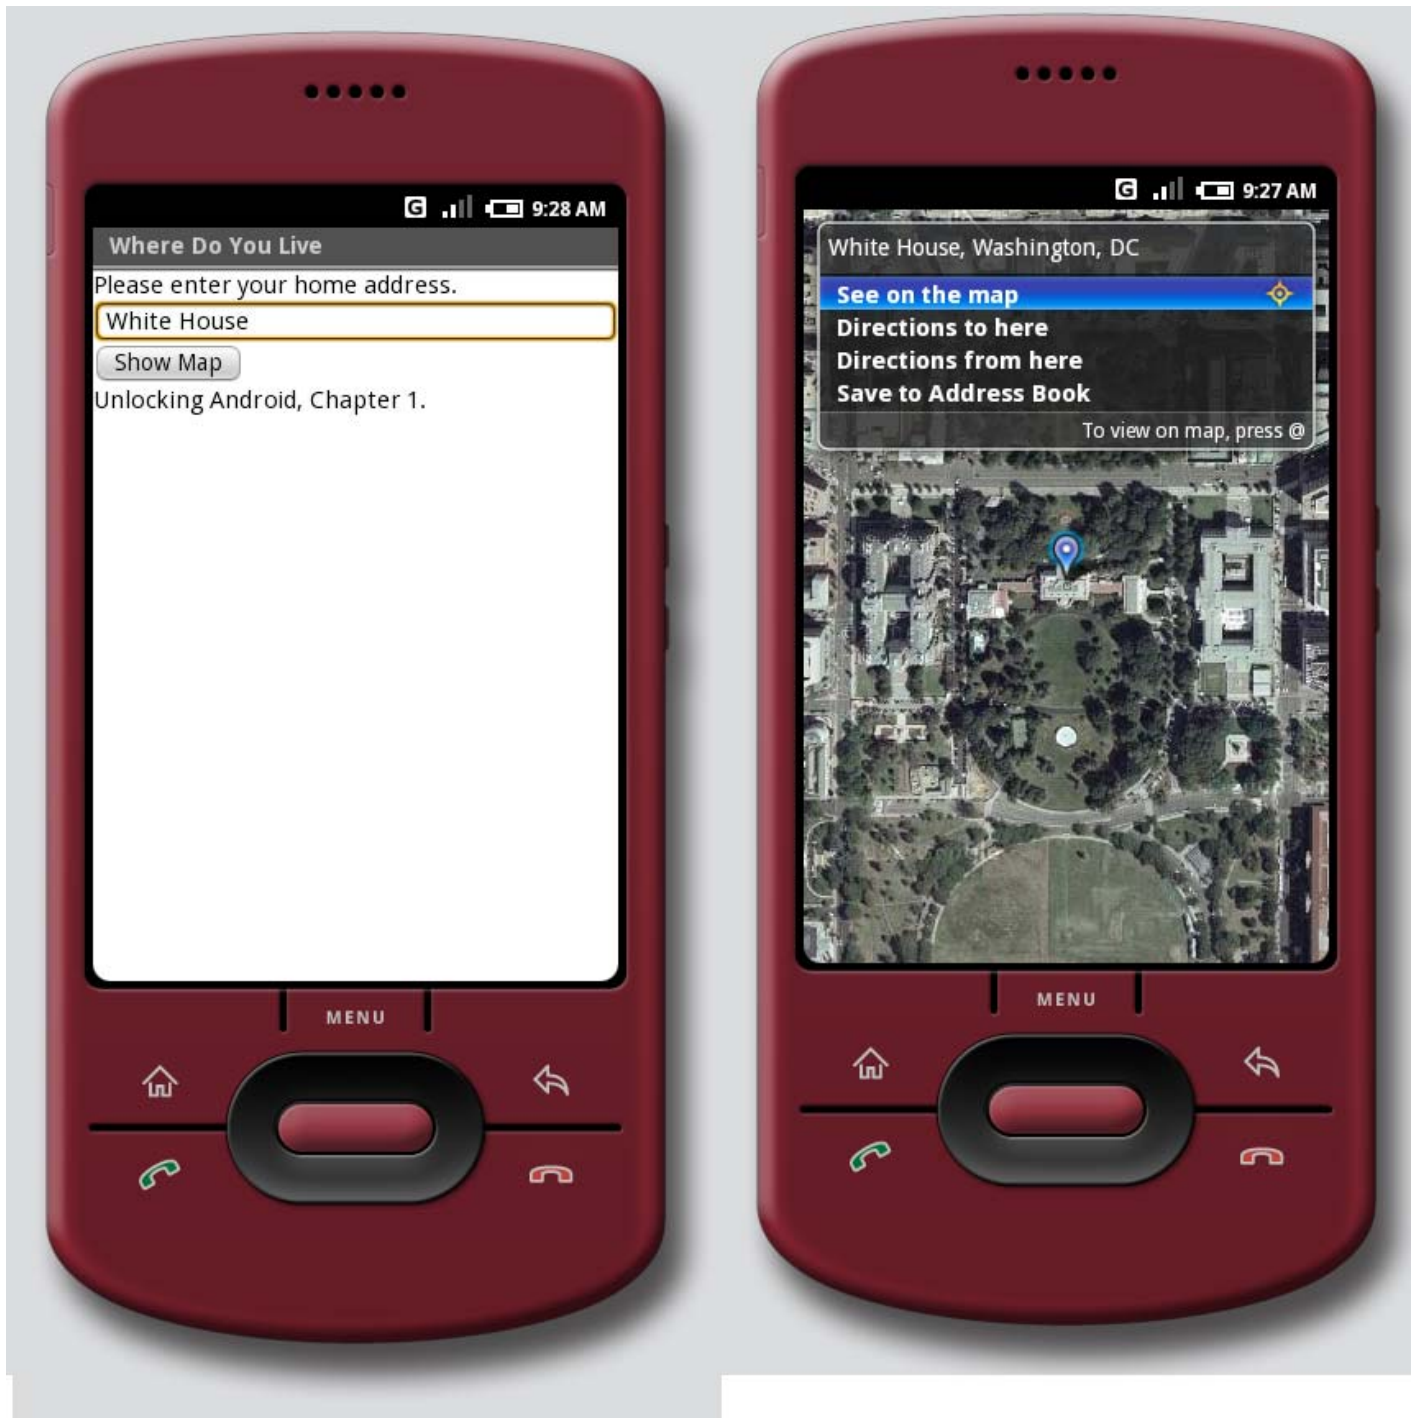 9:28 AM
Where Do You Live
Please enter your home address.
White House
Show Map
Unlocking Android, Chapter 1.
MENU
G
9:27 AM
White House, Washington, DC
See on the map
Directions to here
Directions from here
Save to Address Book
To view on map, press @
MENU